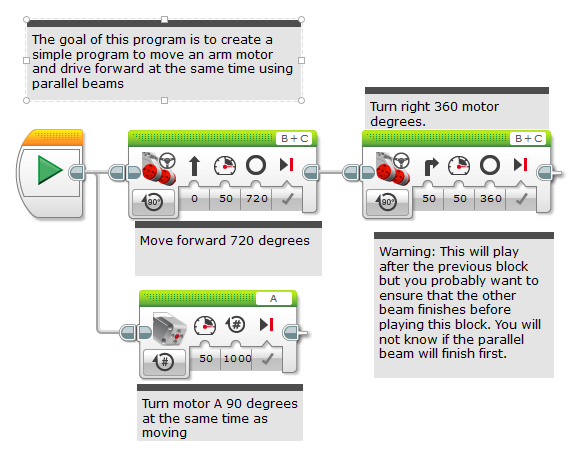 The goal of this program is to create a
simple program to move an arm motor
and drive forward at the same time using
parallel beams
Turn right 360 motor
degrees.
B+C
B+C
90°
0 50 720
90°
50 50 360
Move forward 720 degrees
Warning: This will play
after the previous block
but you probably want to
ensure that the other
beam finishes before
playing this block. You will
not know if the parallel
beam will finish first.
A
#
#
50 1000
Turn motor A 90 degrees
at the same time as
moving